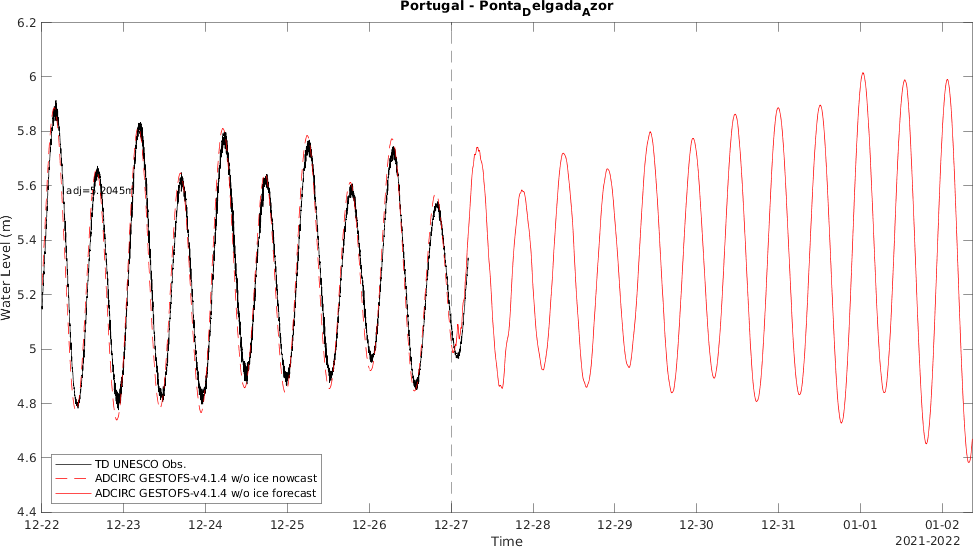 Portugal - PontaDelgadaAzor
6.2
6
5.8
5.6
5.4
5.2
5
4.8
4.6
4.4
Water Level (m)
adj=5.2045m
TD UNESCO Obs.
ADCIRC GESTOFS-v4.1.4 w/o ice nowcast
ADCIRC GESTOFS-v4.1.4 w/o ice forecast
12-22 12-23 12-24 12-25 12-26 12-27 12-28 12-29 12-30 12-31 01-01 01-02
Time
2021-2022